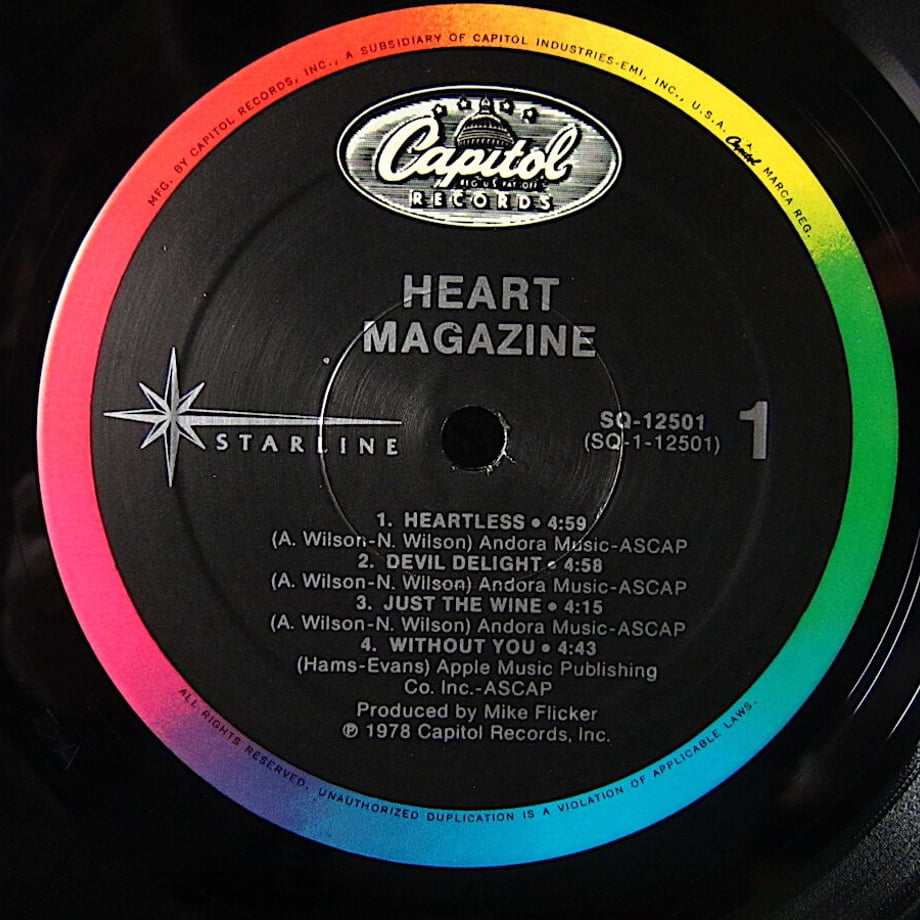 MFG. BY CAPITOL RECORDS, INC., A SUBSIDIARY OF CAPITOL INDUSTRIES-EMI, INC., U.S.A. Capitol MARCA REG.
Capitol
REG. U.S. PAT. OFF.
RECORDS
HEART
MAGAZINE
STARLINE
SQ-12501
(SQ-1-12501)
1
1. HEARTLESS • 4:59
(A. Wilson-N. Wilson) Andora Music-ASCAP
2. DEVIL DELIGHT • 4:58
(A. Wilson-N. Wilson) Andora Music-ASCAP
3. JUST THE WINE • 4:15
(A. Wilson-N. Wilson) Andora Music-ASCAP
4. WITHOUT YOU • 4:43
(Hams-Evans) Apple Music Publishing
Co. Inc.-ASCAP
Produced by Mike Flicker
℗ 1978 Capitol Records, Inc.
ALL RIGHTS RESERVED. UNAUTHORIZED DUPLICATION IS A VIOLATION OF APPLICABLE LAWS.